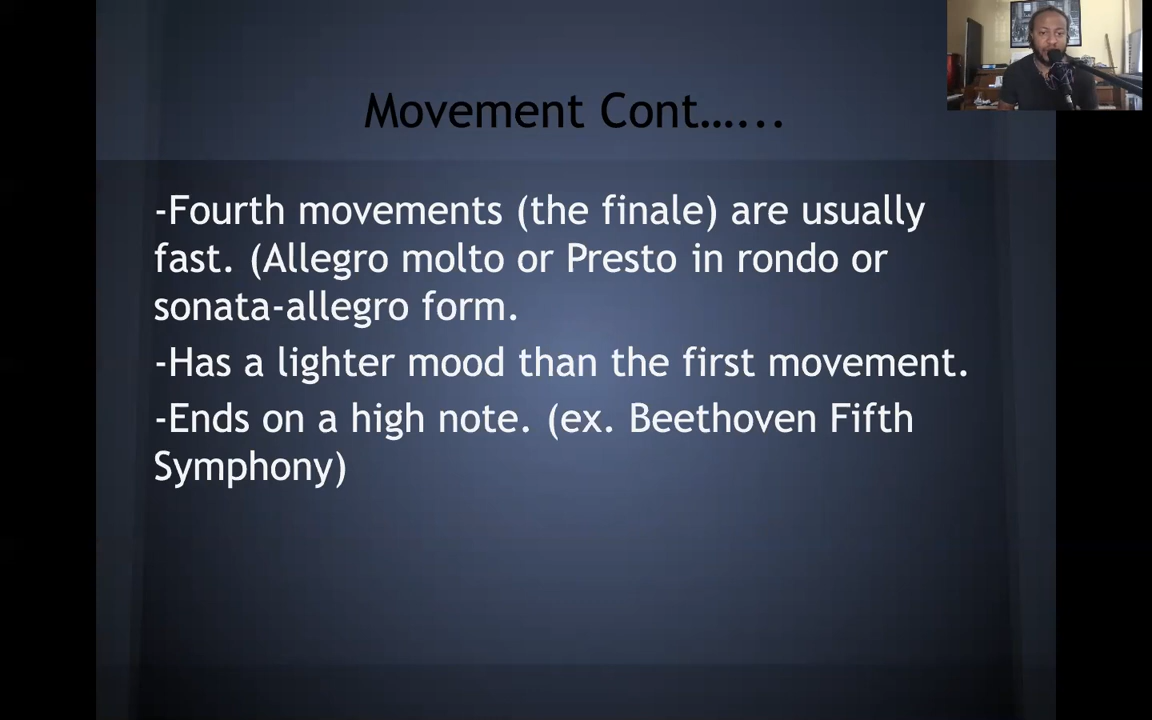 Movement Cont…...
-Fourth movements (the finale) are usually
fast. (Allegro molto or Presto in rondo or
sonata-allegro form.
-Has a lighter mood than the first movement.
-Ends on a high note. (ex. Beethoven Fifth
Symphony)